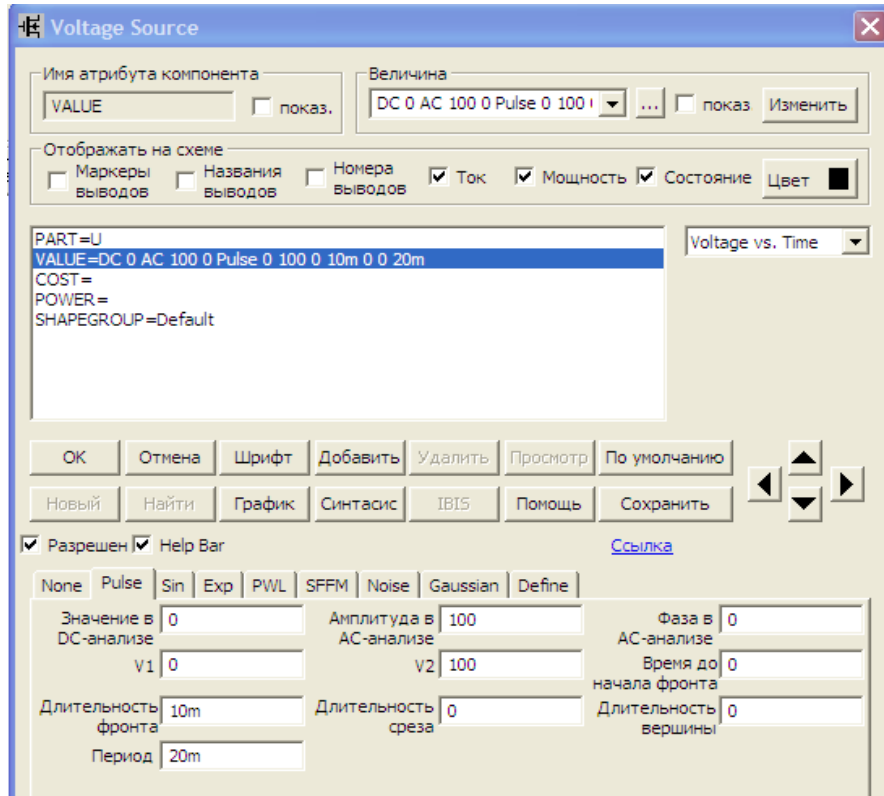 Voltage Source
Имя атрибута компонента
Величина
VALUE
показ.
DC 0 AC 100 0 Pulse 0 100
...
показ
Изменить
Отображать на схеме
Маркеры выводов
Названия выводов
Номера выводов
Ток
Мощность
Состояние
Цвет
PART=U
VALUE=DC 0 AC 100 0 Pulse 0 100 0 10m 0 0 20m
COST=
POWER=
SHAPEGROUP=Default
Voltage vs. Time
OK
Отмена
Шрифт
Добавить
Удалить
Просмотр
По умолчанию
Новый
Найти
График
Синтасис
IBIS
Помощь
Сохранить
Разрешен
Help Bar
Ссылка
None
Pulse
Sin
Exp
PWL
SFFM
Noise
Gaussian
Define
Значение в DC-анализе
0
Амплитуда в AC-анализе
100
Фаза в AC-анализе
0
V1
0
V2
100
Время до начала фронта
0
Длительность фронта
10m
Длительность среза
0
Длительность вершины
0
Период
20m